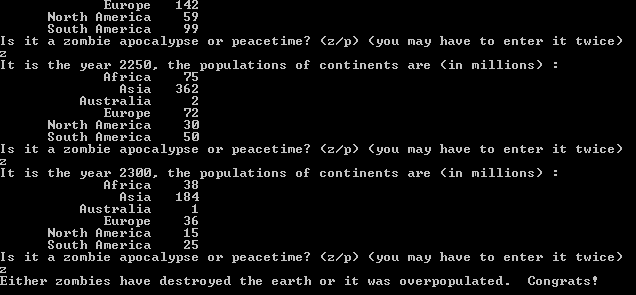 Europe 142
North America 59
South America 99
Is it a zombie apocalypse or peacetime? (z/p) (you may have to enter it twice)
z
It is the year 2250, the populations of continents are (in millions) :
Africa 75
Asia 362
Australia 2
Europe 72
North America 30
South America 50
Is it a zombie apocalypse or peacetime? (z/p) (you may have to enter it twice)
z
It is the year 2300, the populations of continents are (in millions) :
Africa 38
Asia 184
Australia 1
Europe 36
North America 15
South America 25
Is it a zombie apocalypse or peacetime? (z/p) (you may have to enter it twice)
z
Either zombies have destroyed the earth or it was overpopulated.  Congrats!